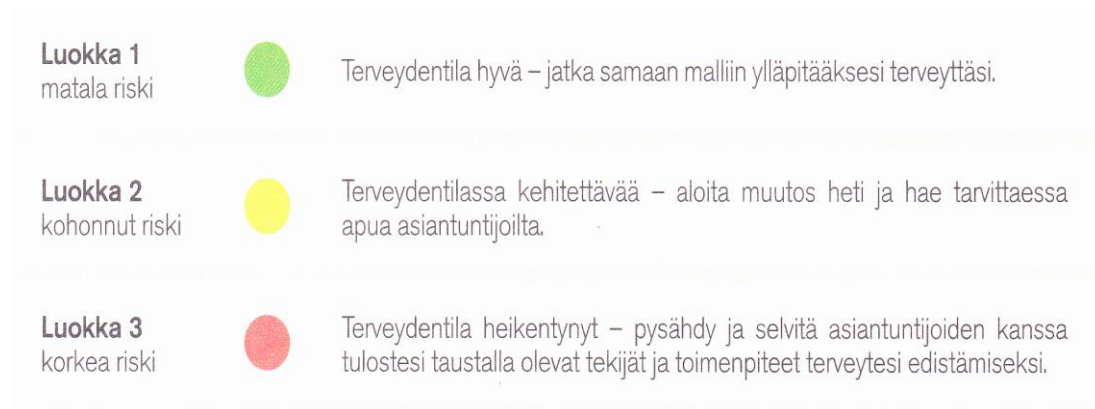 Luokka 1
matala riski
Terveydentila hyvä – jatka samaan malliin ylläpitääksesi terveyttäsi.
Luokka 2
kohonnut riski
Terveydentilassa kehitettävää – aloita muutos heti ja hae tarvittaessa
apua asiantuntijoilta.
Luokka 3
korkea riski
Terveydentila heikentynyt – pysähdy ja selvitä asiantuntijoiden kanssa
tulostesi taustalla olevat tekijät ja toimenpiteet terveytesi edistämiseksi.